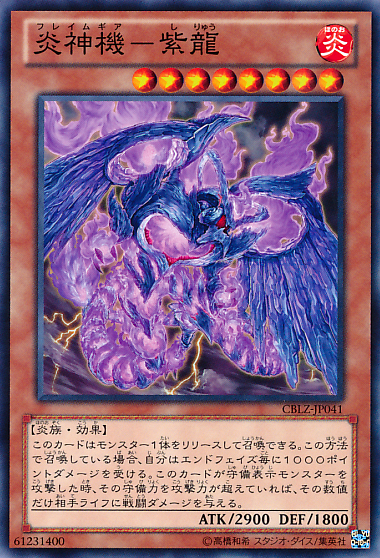 フレイムギア しりゅう
炎神機－紫龍
ほのお
炎
CBLZ-JP041
【炎族・効果】
このカードはモンスター1体をリリースして召喚できる。この方法
で召喚している場合、自分はエンドフェイズ毎に1000ポイ
ントダメージを受ける。このカードが守備表示モンスターを
攻撃した時、その守備力を攻撃力が超えていれば、その数値
だけ相手ライフに戦闘ダメージを与える。
ATK/2900 DEF/1800
61231400
©高橋和希 スタジオ・ダイス/集英社